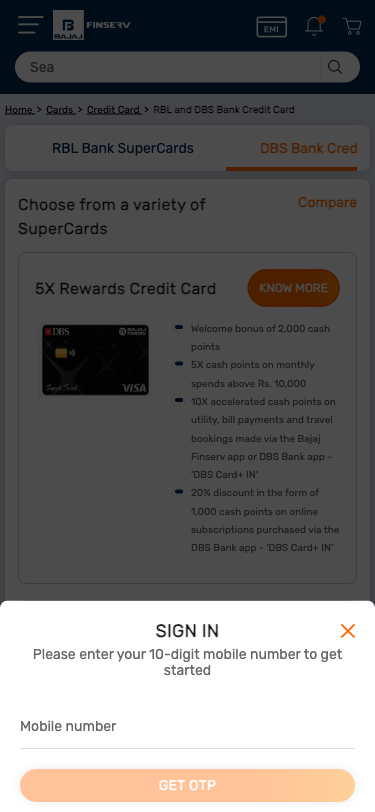 B
BAJAJ
FINSERV
EMI
Sea
Home > Cards > Credit Card > RBL and DBS Bank Credit Card
RBL Bank SuperCards
DBS Bank Cred
Choose from a variety of
SuperCards
Compare
5X Rewards Credit Card
KNOW MORE
DBS
BAJAJ
FINSERV
SuperCard
VISA
Welcome bonus of 2,000 cash
points
5X cash points on monthly
spends above Rs. 10,000
10X accelerated cash points on
utility, bill payments and travel
bookings made via the Bajaj
Finserv app or DBS Bank app –
‘DBS Card+ IN’
20% discount in the form of
1,000 cash points on online
subscriptions purchased via the
DBS Bank app - ‘DBS Card+ IN’
SIGN IN
Please enter your 10-digit mobile number to get
started
Mobile number
GET OTP